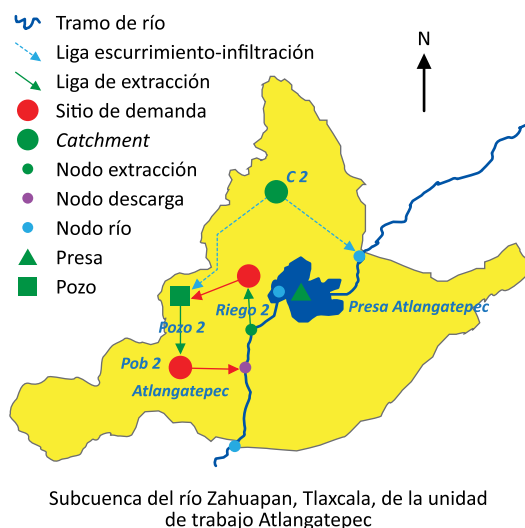 Tramo de río
Liga escurrimiento-infiltración
Liga de extracción
Sitio de demanda
Catchment
Nodo extracción
Nodo descarga
Nodo río
Presa
Pozo
N
C 2
Riego 2
Presa Atlangatepec
Pozo 2
Pob 2
Atlangatepec
Subcuenca del río Zahuapan, Tlaxcala, de la unidad
de trabajo Atlangatepec